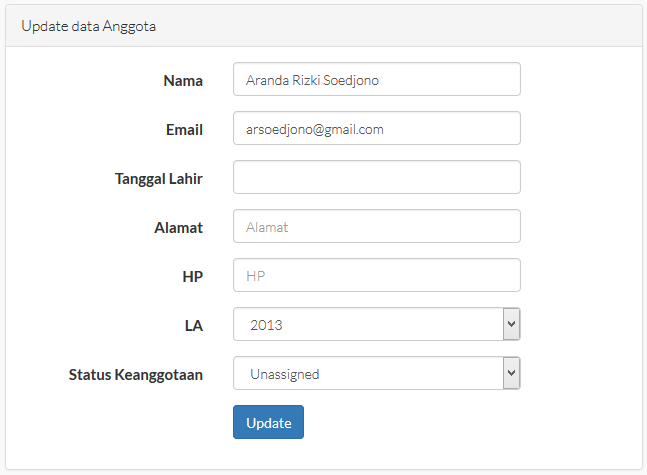 Update data Anggota
Nama Aranda Rizki Soedjono
Email arsoedjono@gmail.com
Tanggal Lahir
Alamat Alamat
HP HP
LA 2013
Status Keanggotaan Unassigned
Update